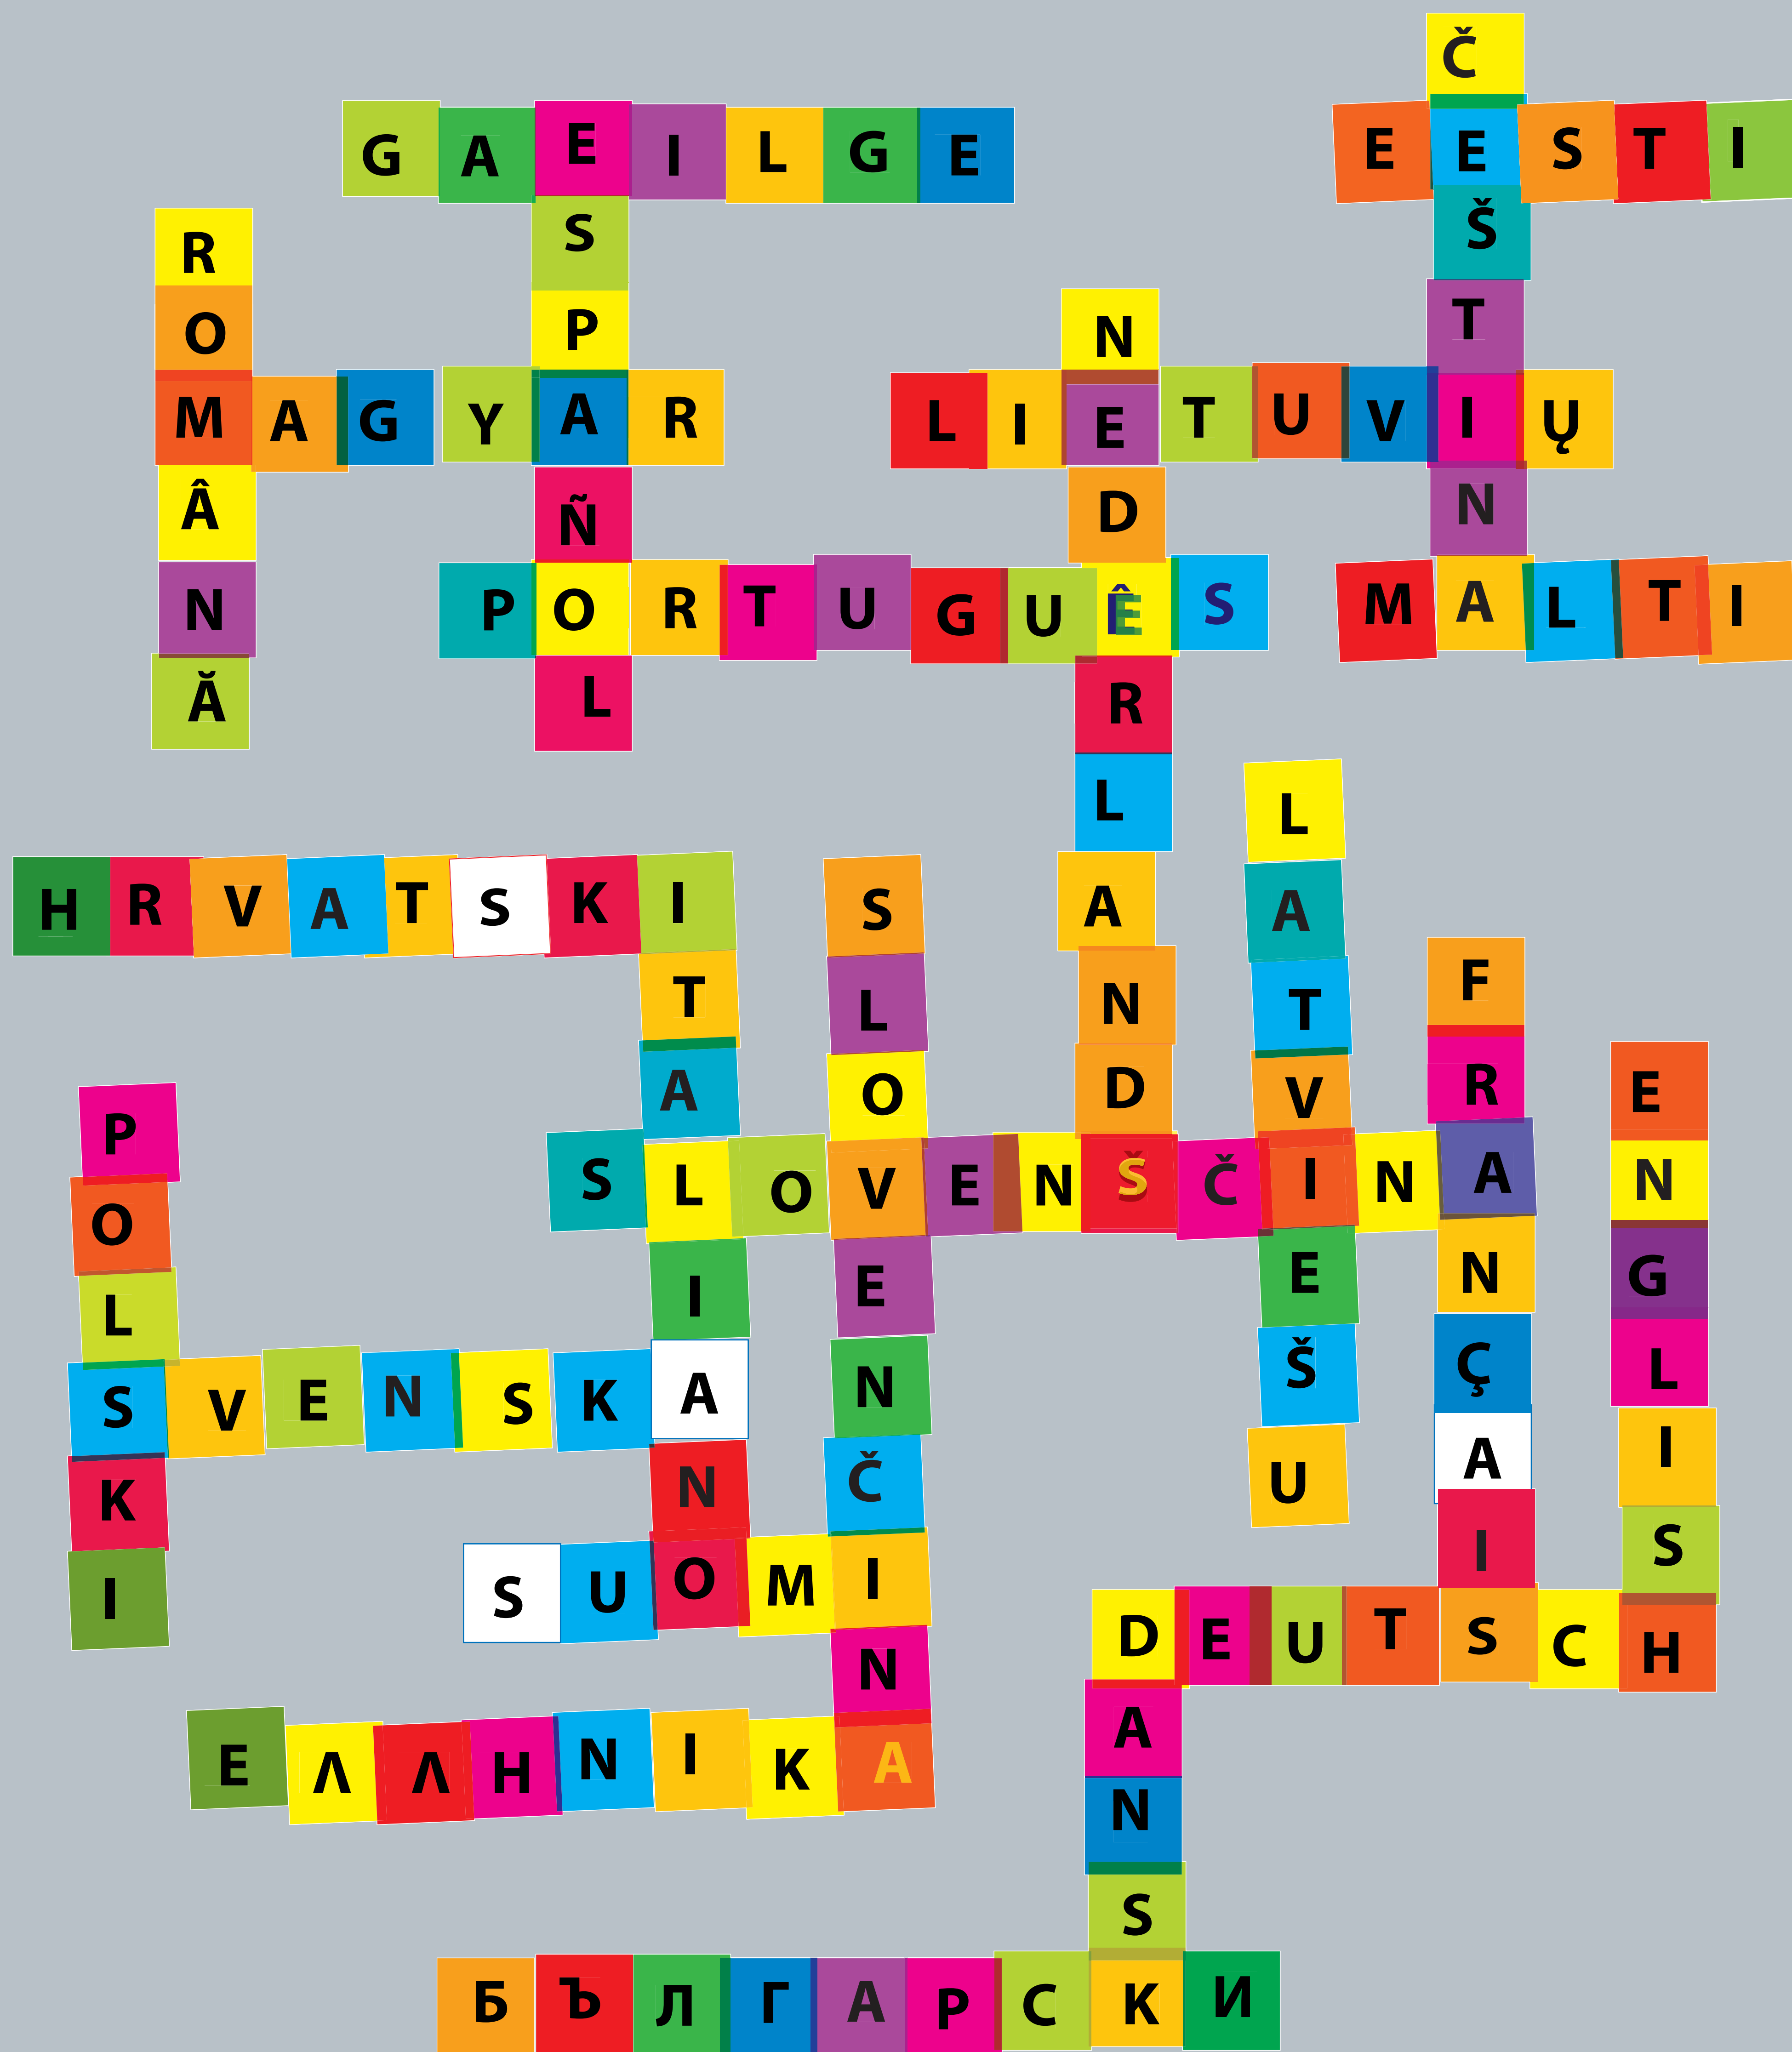 ČEŠTINA
GAEILGE
EESTI
ESPAÑOL
ROMÂNĂ
NEDERLANDS
MAGYAR
LIETUVIŲ
PORTUGUÊS
MALTI
LATVIEŠU
HRVATSKI
ITALIANO
SLOVENČINA
FRANÇAIS
ENGLISH
POLSKI
SLOVENŠČINA
SVENSKA
SUOMI
DEUTSCH
DANSK
ΕΛΛΗΝΙΚΑ
БЪЛГАРСКИ